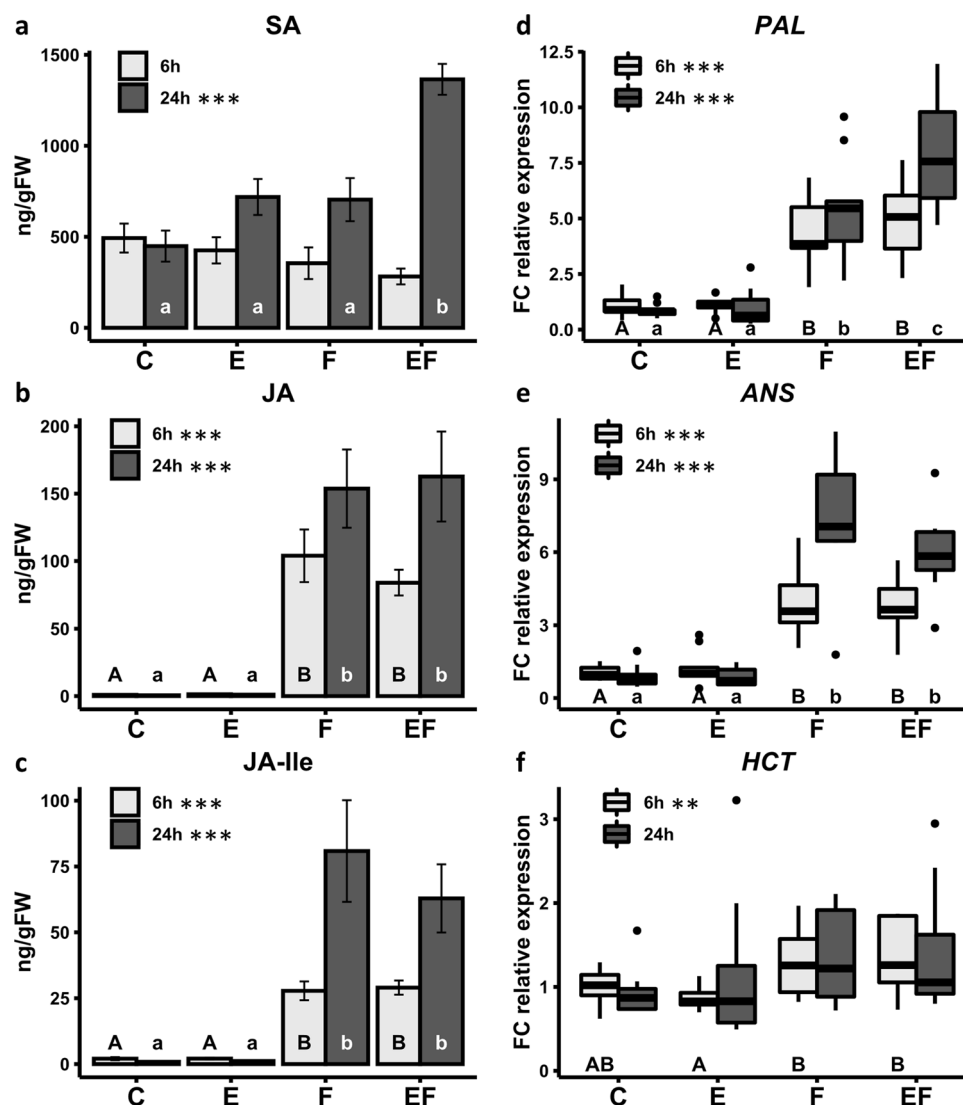 a SA
6h
24h ***
1500
1000
500
0
ng/gFW
a a a b
C E F EF
b JA
6h ***
24h ***
200
150
100
50
0
ng/gFW
A a A a B b B b
C E F EF
c JA-Ile
6h ***
24h ***
100
75
50
25
0
ng/gFW
A a A a B b B b
C E F EF
d PAL
6h ***
24h ***
12.5
10.0
7.5
5.0
2.5
0.0
FC relative expression
A a A a B b B c
C E F EF
e ANS
6h ***
24h ***
9
6
3
0
FC relative expression
A a A a B b B b
C E F EF
f HCT
6h **
24h
3
2
1
0
FC relative expression
AB A B B
C E F EF